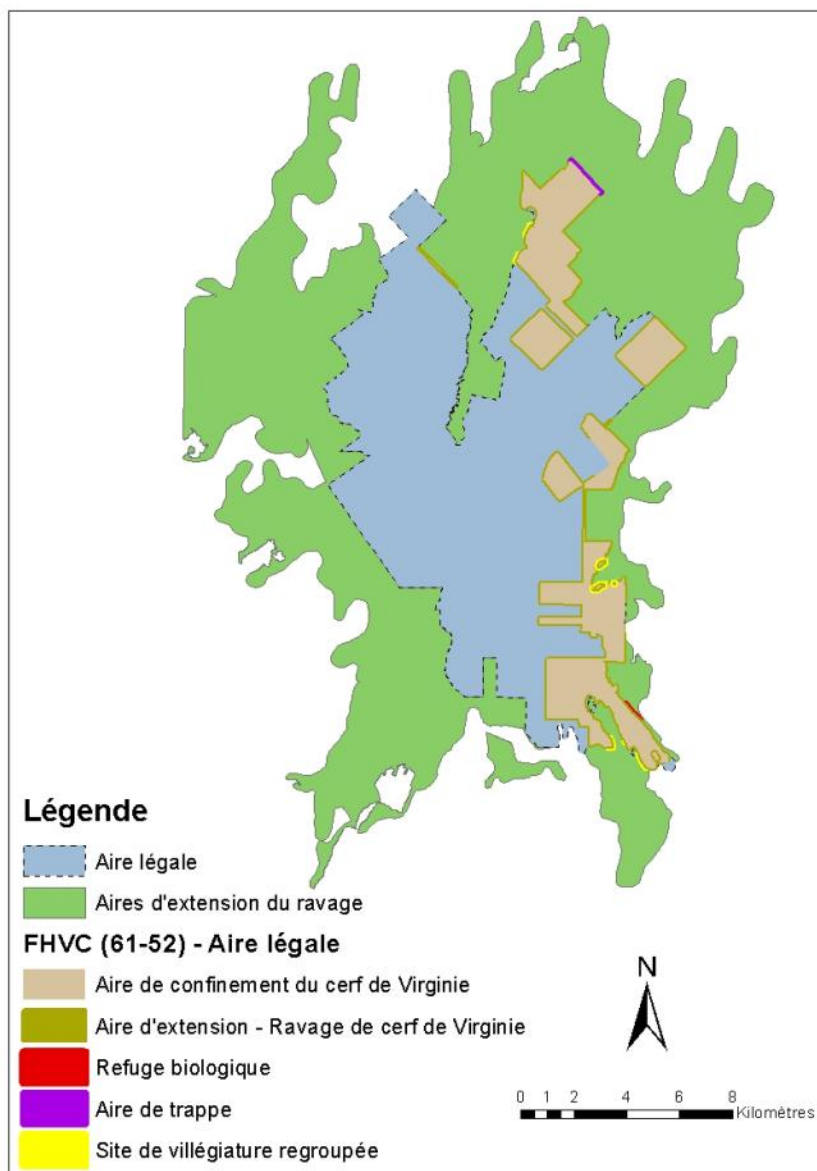 Légende
Aire légale
Aires d'extension du ravage
FHVC (61-52) - Aire légale
Aire de confinement du cerf de Virginie
Aire d'extension - Ravage de cerf de Virginie
Refuge biologique
Aire de trappe
Site de villégiature regroupée
N
0 1 2 4 6 8
Kilomètres